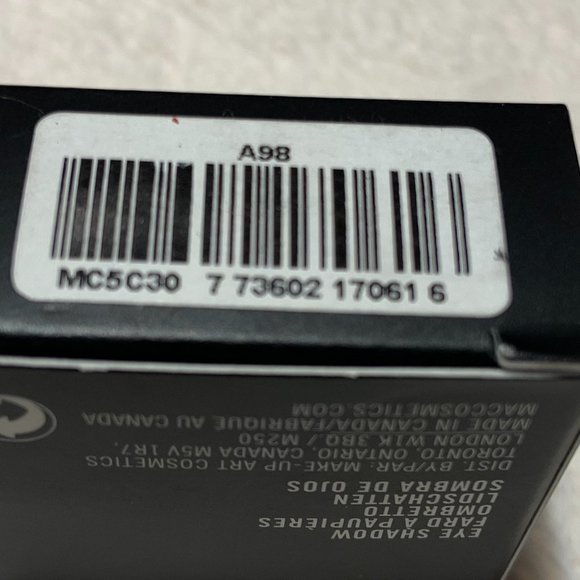 A98
MC5C30 7 73602 17061 6
EYE SHADOW
FARD À PAUPIÈRES
OMBRETTO
LIDSCHATTEN
SOMBRA DE OJOS
DIST. BY/PAR: MAKE-UP ART COSMETICS
TORONTO, ONTARIO, CANADA M5V 1R7,
LONDON W1K 3BQ / M250
MADE IN CANADA/FABRIQUÉ AU CANADA
MACCOSMETICS.COM